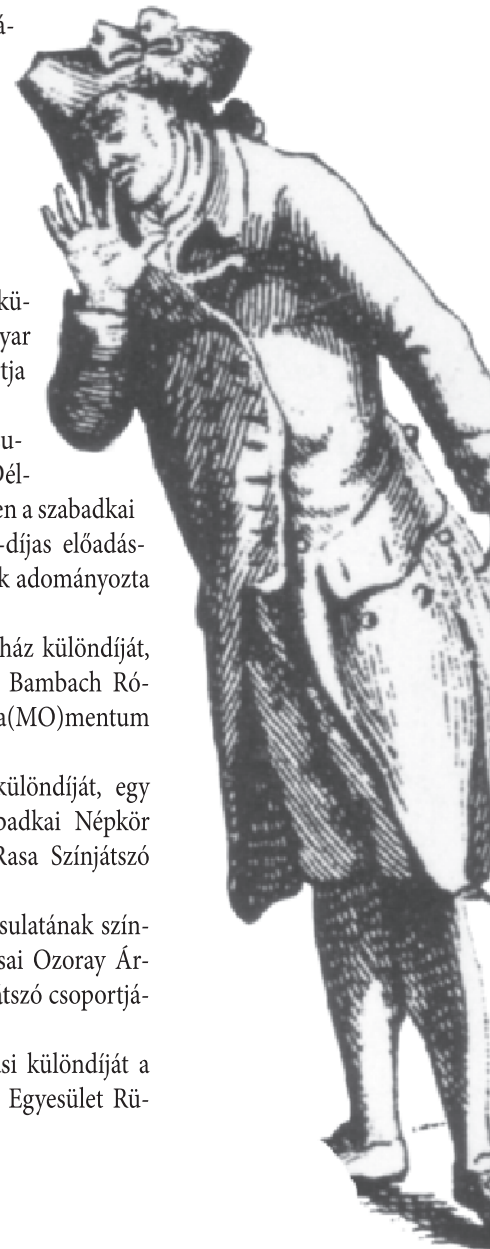 á-
kü-
yar
tja
u-
Dél-
en a szabadkai
-díjas előadás-
k adományozta
ház különdíját,
Bambach Ró-
a(MO)mentum
különdíját, egy
badkai Népkör
Rasa Színjátszó
sulatának szín-
sai Ozoray Ár-
átszó csoportjá-
si különdíját a
Egyesület Rü-